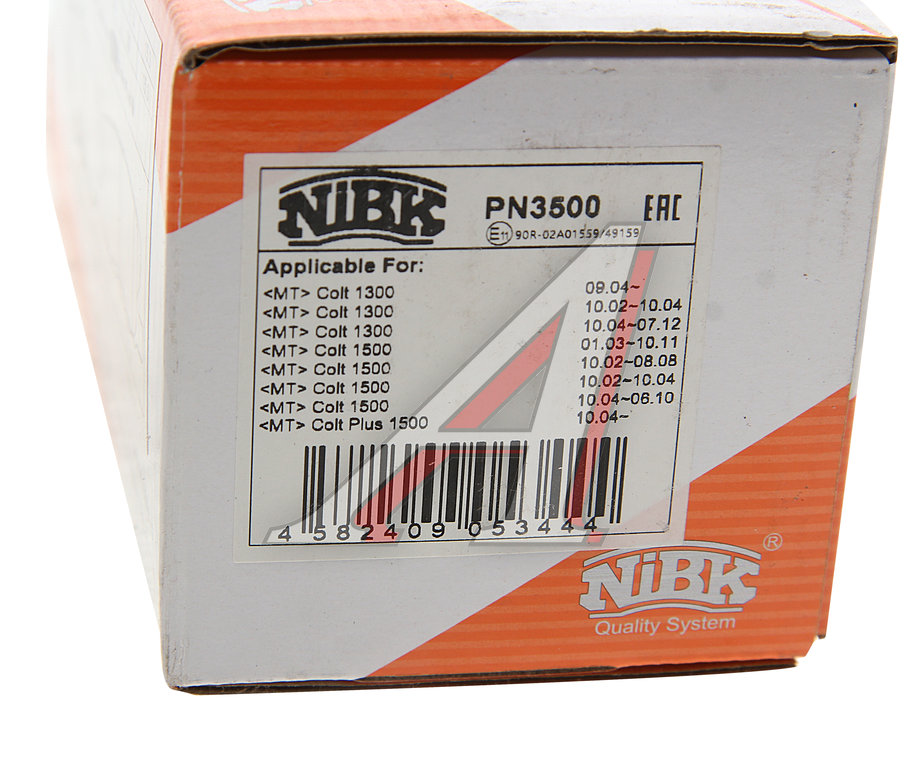 NiBK PN3500 EAC
E11 90R-02A01559/49159
Applicable For:
<MT> Colt 1300 09.04~
<MT> Colt 1300 10.02~10.04
<MT> Colt 1300 10.04~07.12
<MT> Colt 1500 01.03~10.11
<MT> Colt 1500 10.02~08.08
<MT> Colt 1500 10.02~10.04
<MT> Colt 1500 10.04~06.10
<MT> Colt Plus 1500 10.04~
4 582409 053444
NiBK ®
Quality System